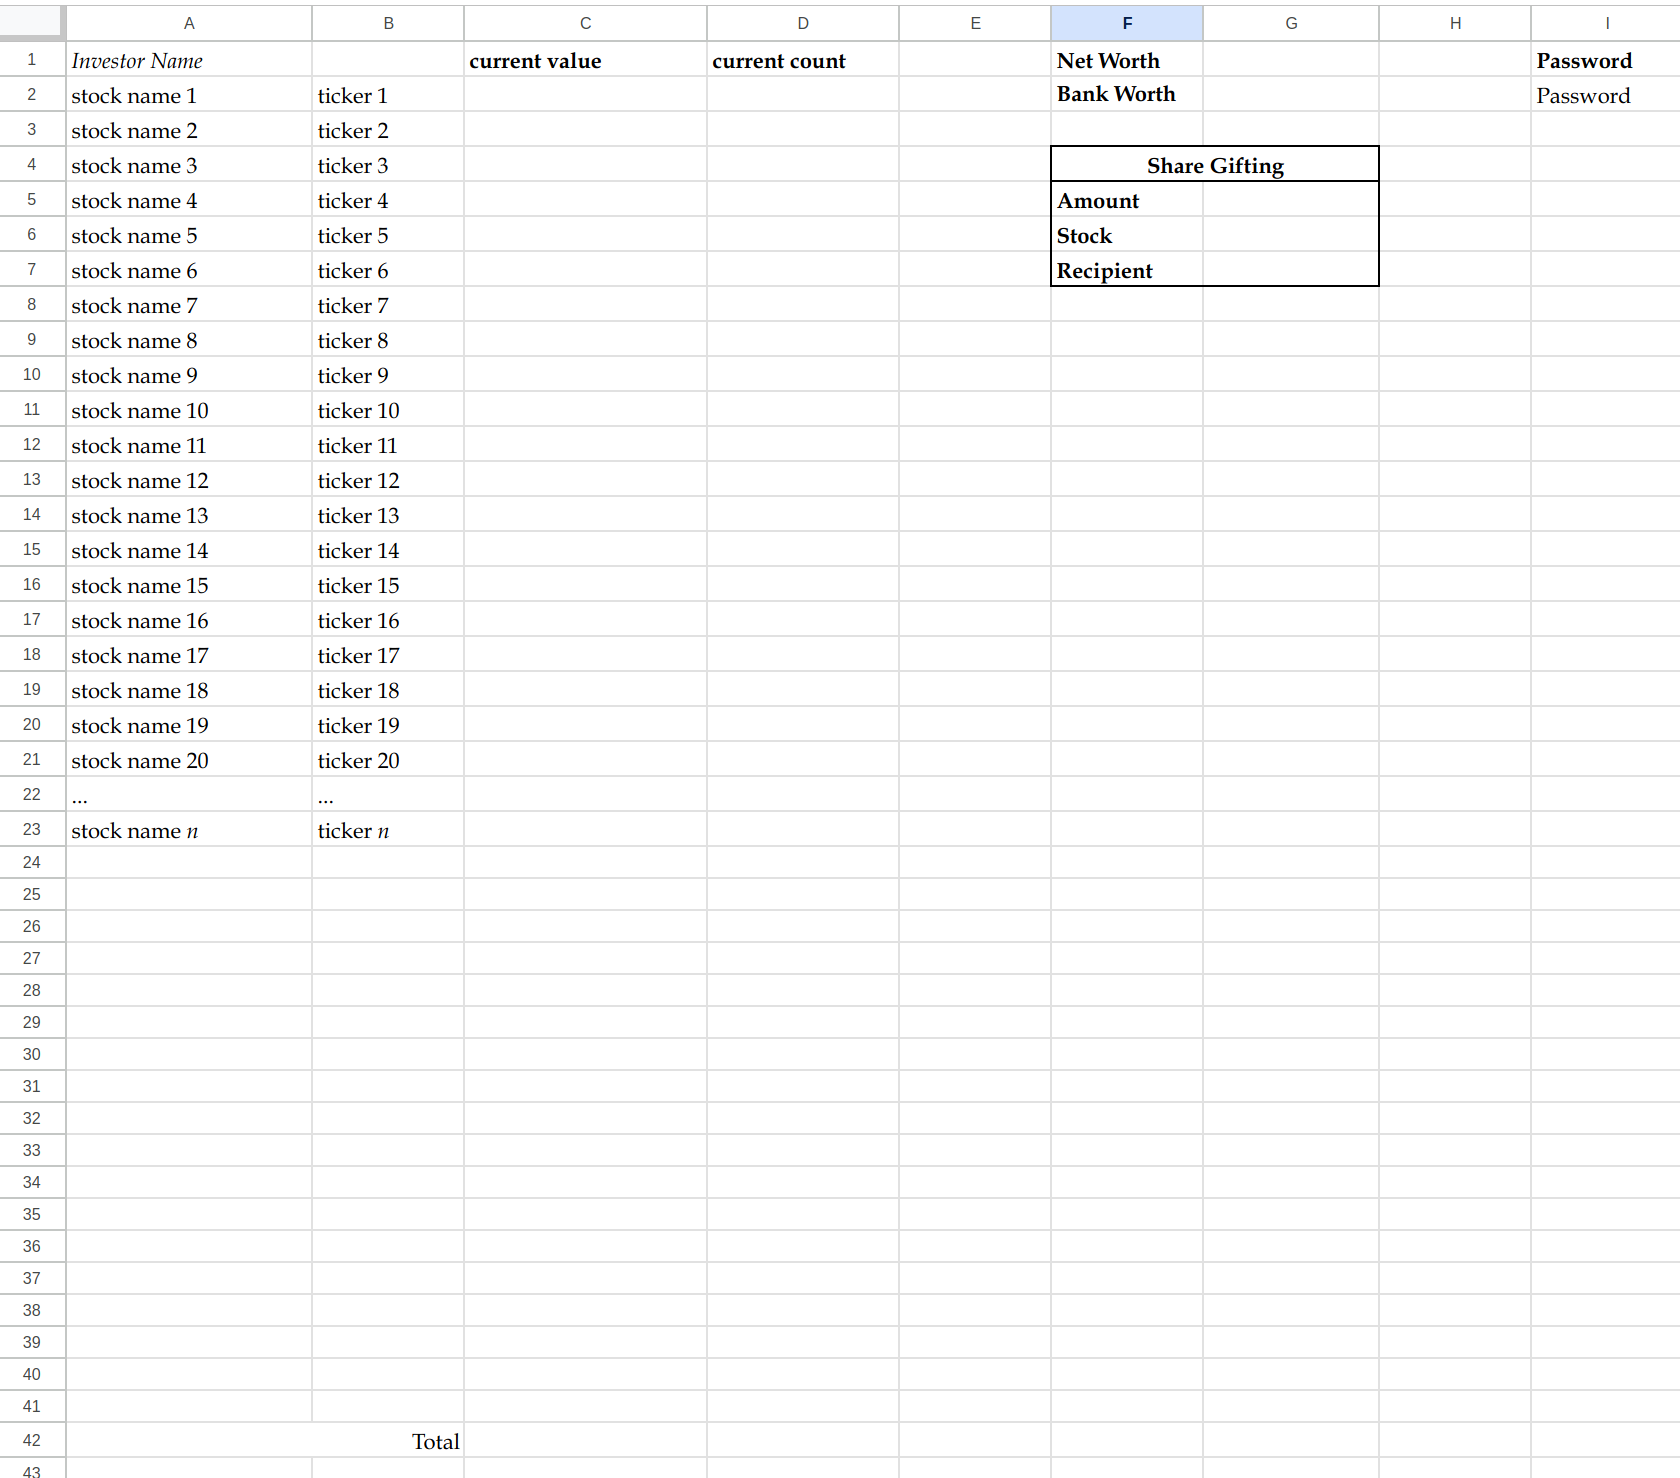 A B C D E F G H I
1 Investor Name current value current count Net Worth Password
2 stock name 1 ticker 1 Bank Worth Password
3 stock name 2 ticker 2
4 stock name 3 ticker 3 Share Gifting
5 stock name 4 ticker 4 Amount
6 stock name 5 ticker 5 Stock
7 stock name 6 ticker 6 Recipient
8 stock name 7 ticker 7
9 stock name 8 ticker 8
10 stock name 9 ticker 9
11 stock name 10 ticker 10
12 stock name 11 ticker 11
13 stock name 12 ticker 12
14 stock name 13 ticker 13
15 stock name 14 ticker 14
16 stock name 15 ticker 15
17 stock name 16 ticker 16
18 stock name 17 ticker 17
19 stock name 18 ticker 18
20 stock name 19 ticker 19
21 stock name 20 ticker 20
22 ... ...
23 stock name n ticker n
24
25
26
27
28
29
30
31
32
33
34
35
36
37
38
39
40
41
42 Total
43